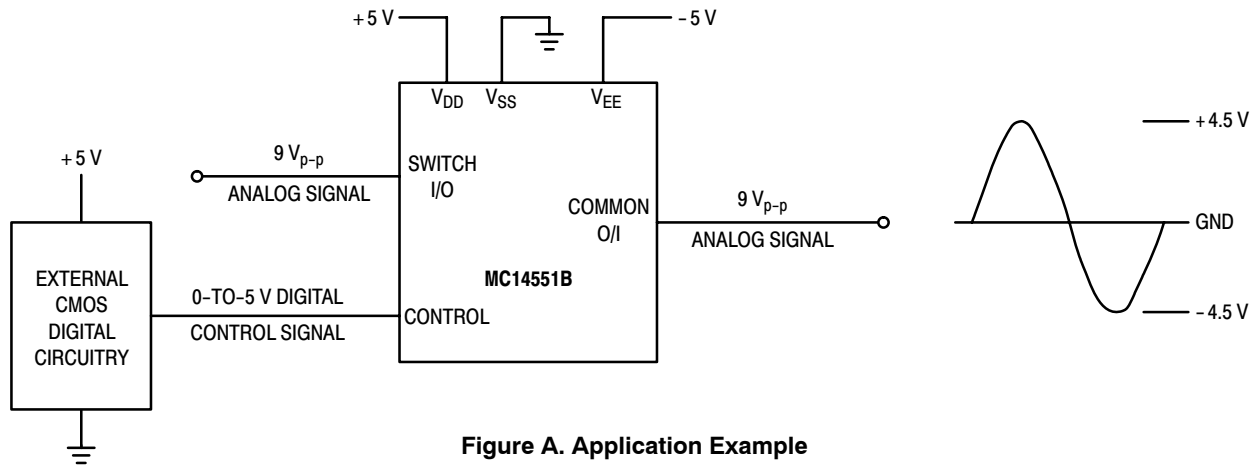 +5 V
−5 V
VDD VSS VEE
+5 V
9 Vp–p
ANALOG SIGNAL
SWITCH
I/O
COMMON
O/I
9 Vp–p
ANALOG SIGNAL
+4.5 V
GND
−4.5 V
EXTERNAL
CMOS
DIGITAL
CIRCUITRY
0–TO–5 V DIGITAL
CONTROL SIGNAL
CONTROL
MC14551B
Figure A. Application Example